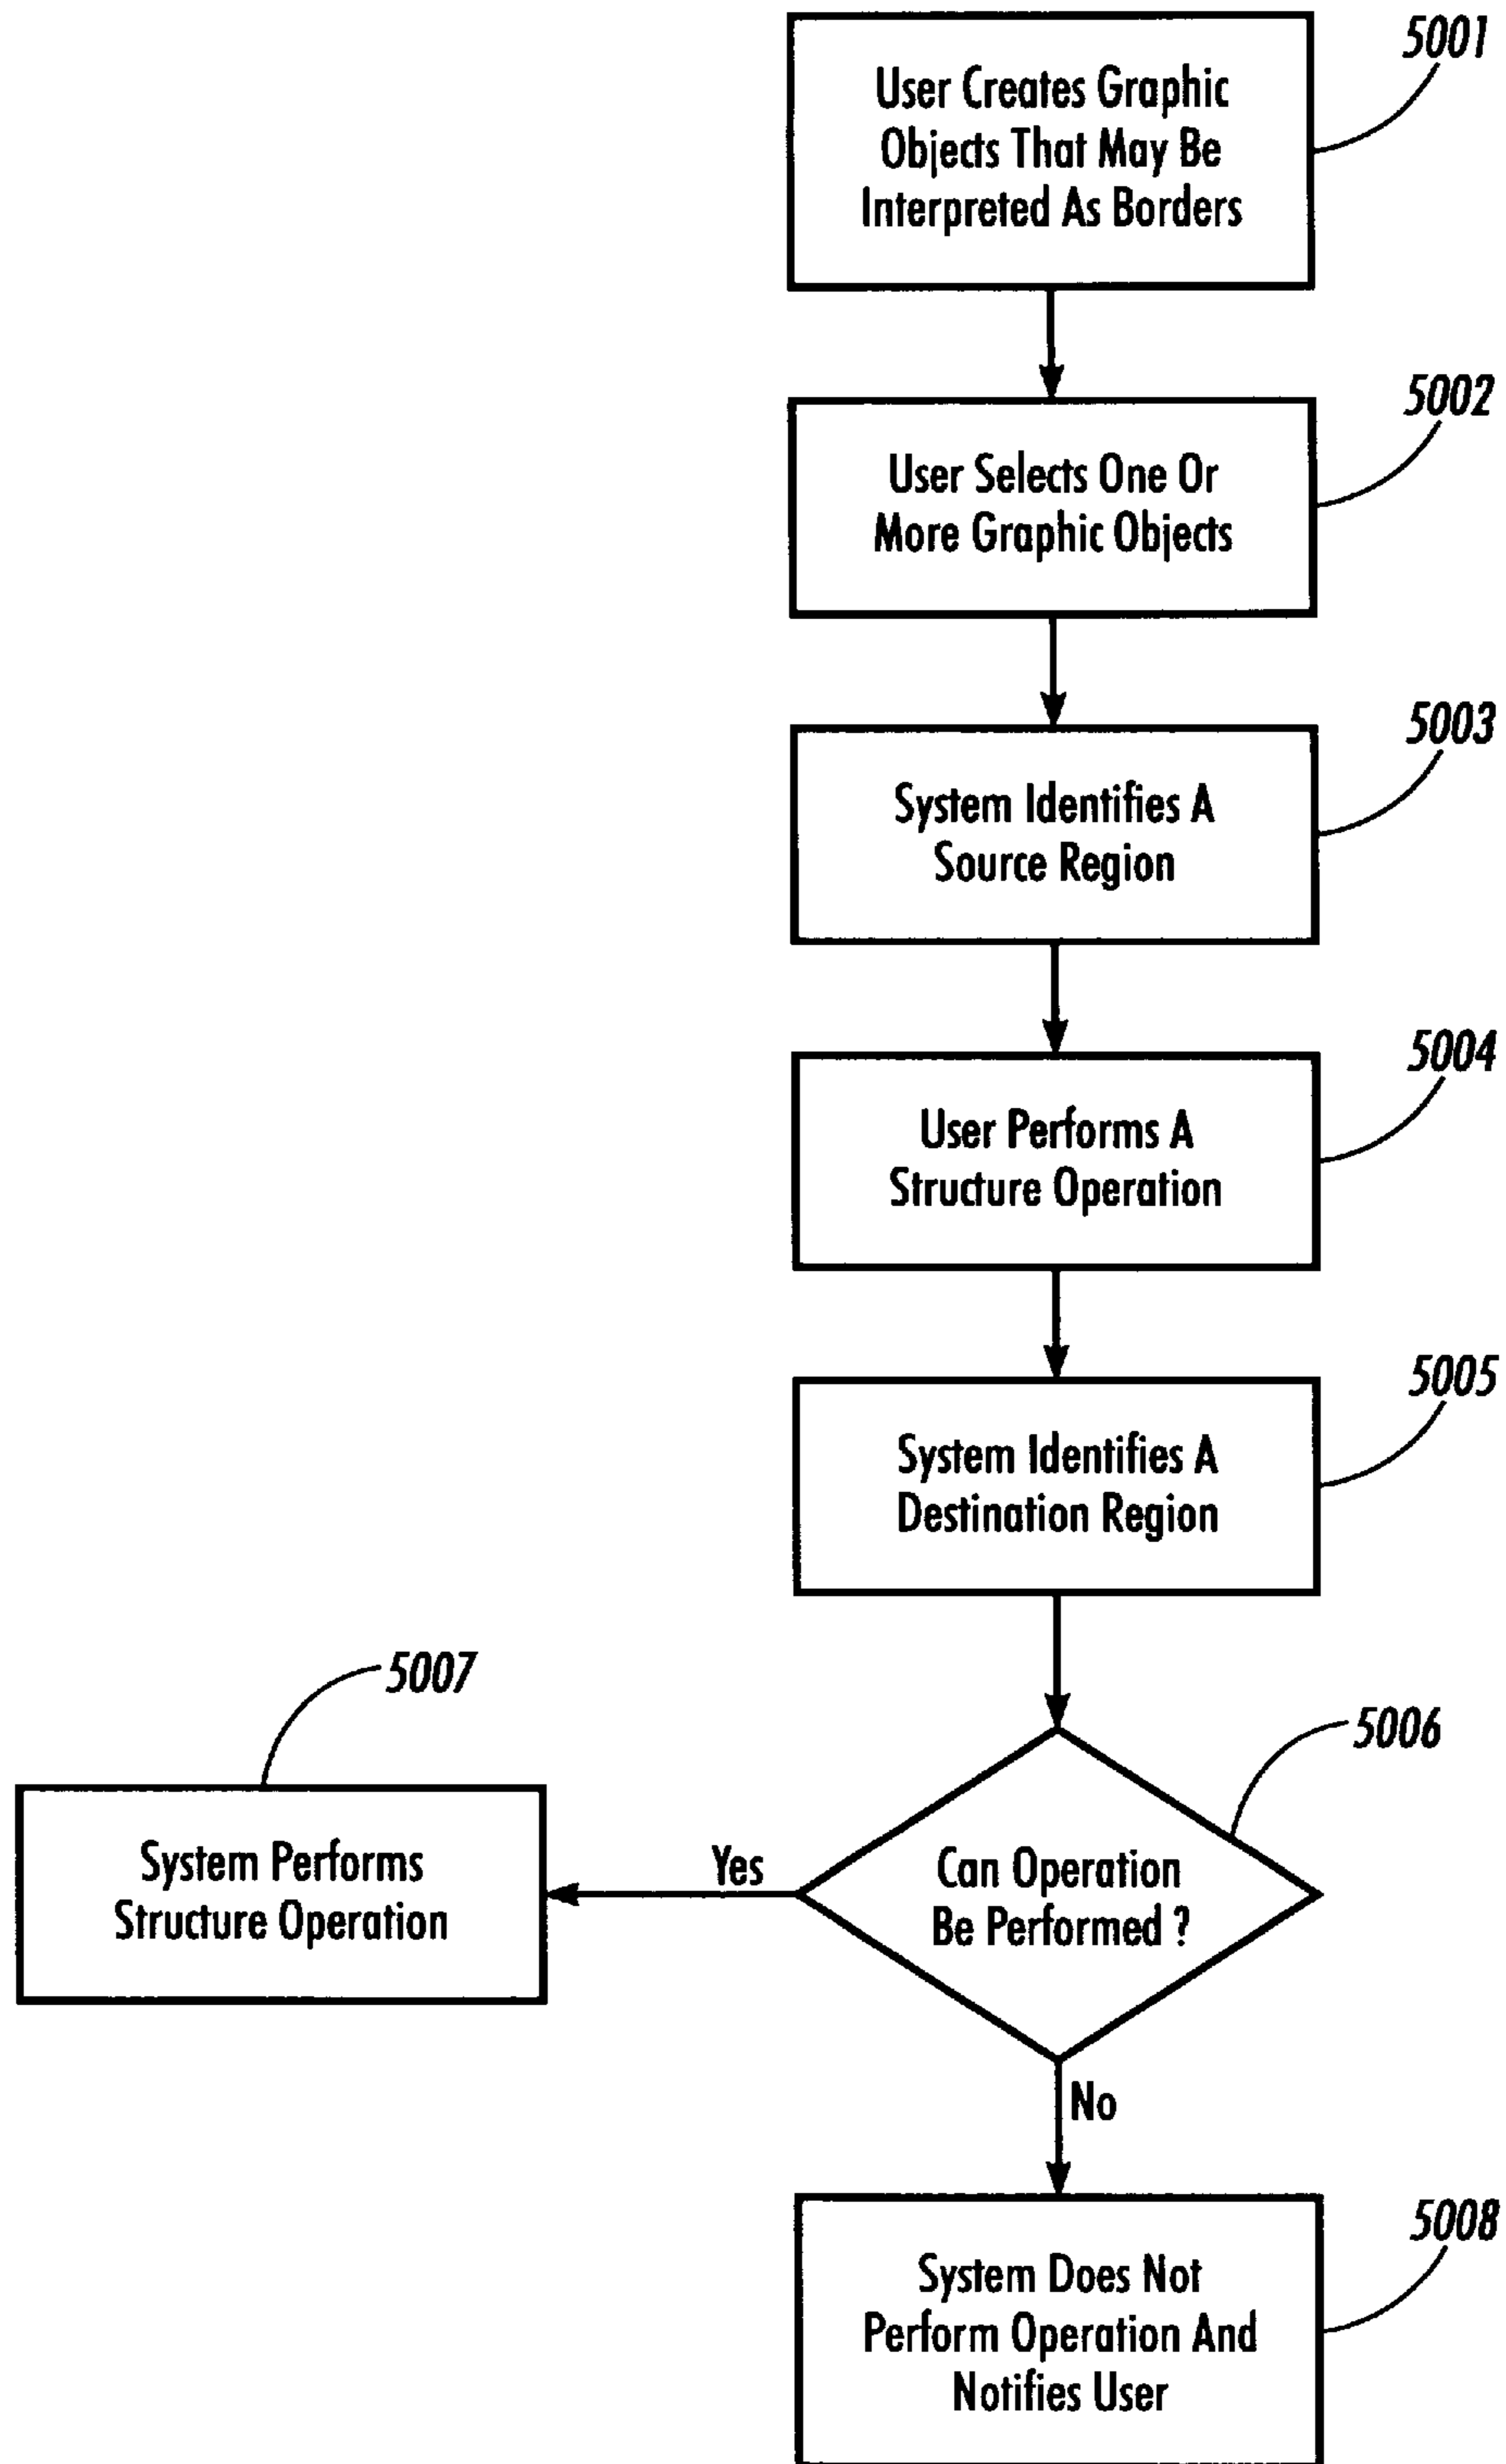 5001
User Creates Graphic
Objects That May Be
Interpreted As Borders
5002
User Selects One Or
More Graphic Objects
5003
System Identifies A
Source Region
5004
User Performs A
Structure Operation
5005
System Identifies A
Destination Region
5007
5006
System Performs
Structure Operation
Yes
Can Operation
Be Performed ?
No
5008
System Does Not
Perform Operation And
Notifies User